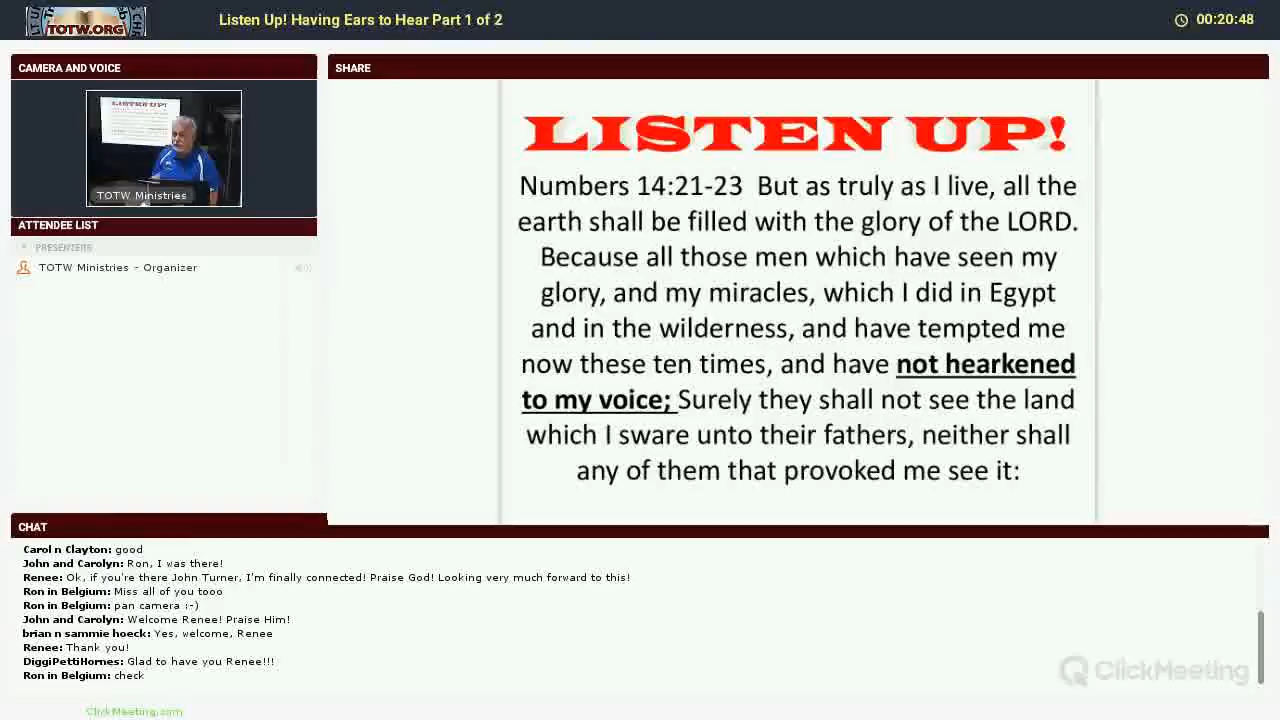 TOTW.ORG
Listen Up! Having Ears to Hear Part 1 of 2
00:20:48
CAMERA AND VOICE
LISTEN UP!
TOTW Ministries
ATTENDEE LIST
PRESENTERS
TOTW Ministries - Organizer
SHARE
LISTEN UP!
Numbers 14:21-23 But as truly as I live, all the
earth shall be filled with the glory of the LORD.
Because all those men which have seen my
glory, and my miracles, which I did in Egypt
and in the wilderness, and have tempted me
now these ten times, and have not hearkened
to my voice; Surely they shall not see the land
which I sware unto their fathers, neither shall
any of them that provoked me see it:
CHAT
Carol n Clayton: good
John and Carolyn: Ron, I was there!
Renee: Ok, if you're there John Turner, I'm finally connected! Praise God! Looking very much forward to this!
Ron in Belgium: Miss all of you tooo
Ron in Belgium: pan camera :-)
John and Carolyn: Welcome Renee! Praise Him!
brian n sammie hoeck: Yes, welcome, Renee
Renee: Thank you!
DiggiPettiHornes: Glad to have you Renee!!!
Ron in Belgium: check
ClickMeeting
ClickMeeting.com